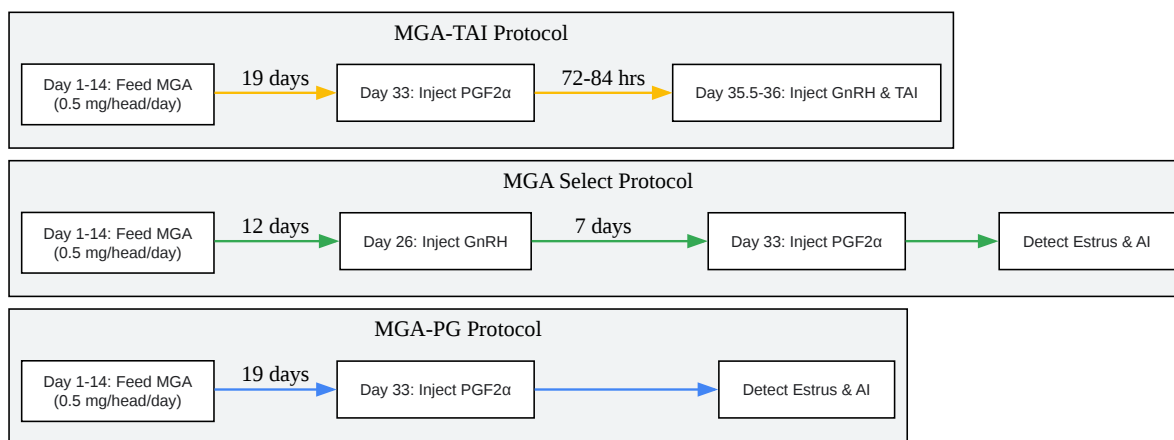 MGA-TAI Protocol
Day 1-14: Feed MGA
(0.5 mg/head/day)
19 days
Day 33: Inject PGF2α
72-84 hrs
Day 35.5-36: Inject GnRH & TAI
MGA Select Protocol
Day 1-14: Feed MGA
(0.5 mg/head/day)
12 days
Day 26: Inject GnRH
7 days
Day 33: Inject PGF2α
Detect Estrus & AI
MGA-PG Protocol
Day 1-14: Feed MGA
(0.5 mg/head/day)
19 days
Day 33: Inject PGF2α
Detect Estrus & AI